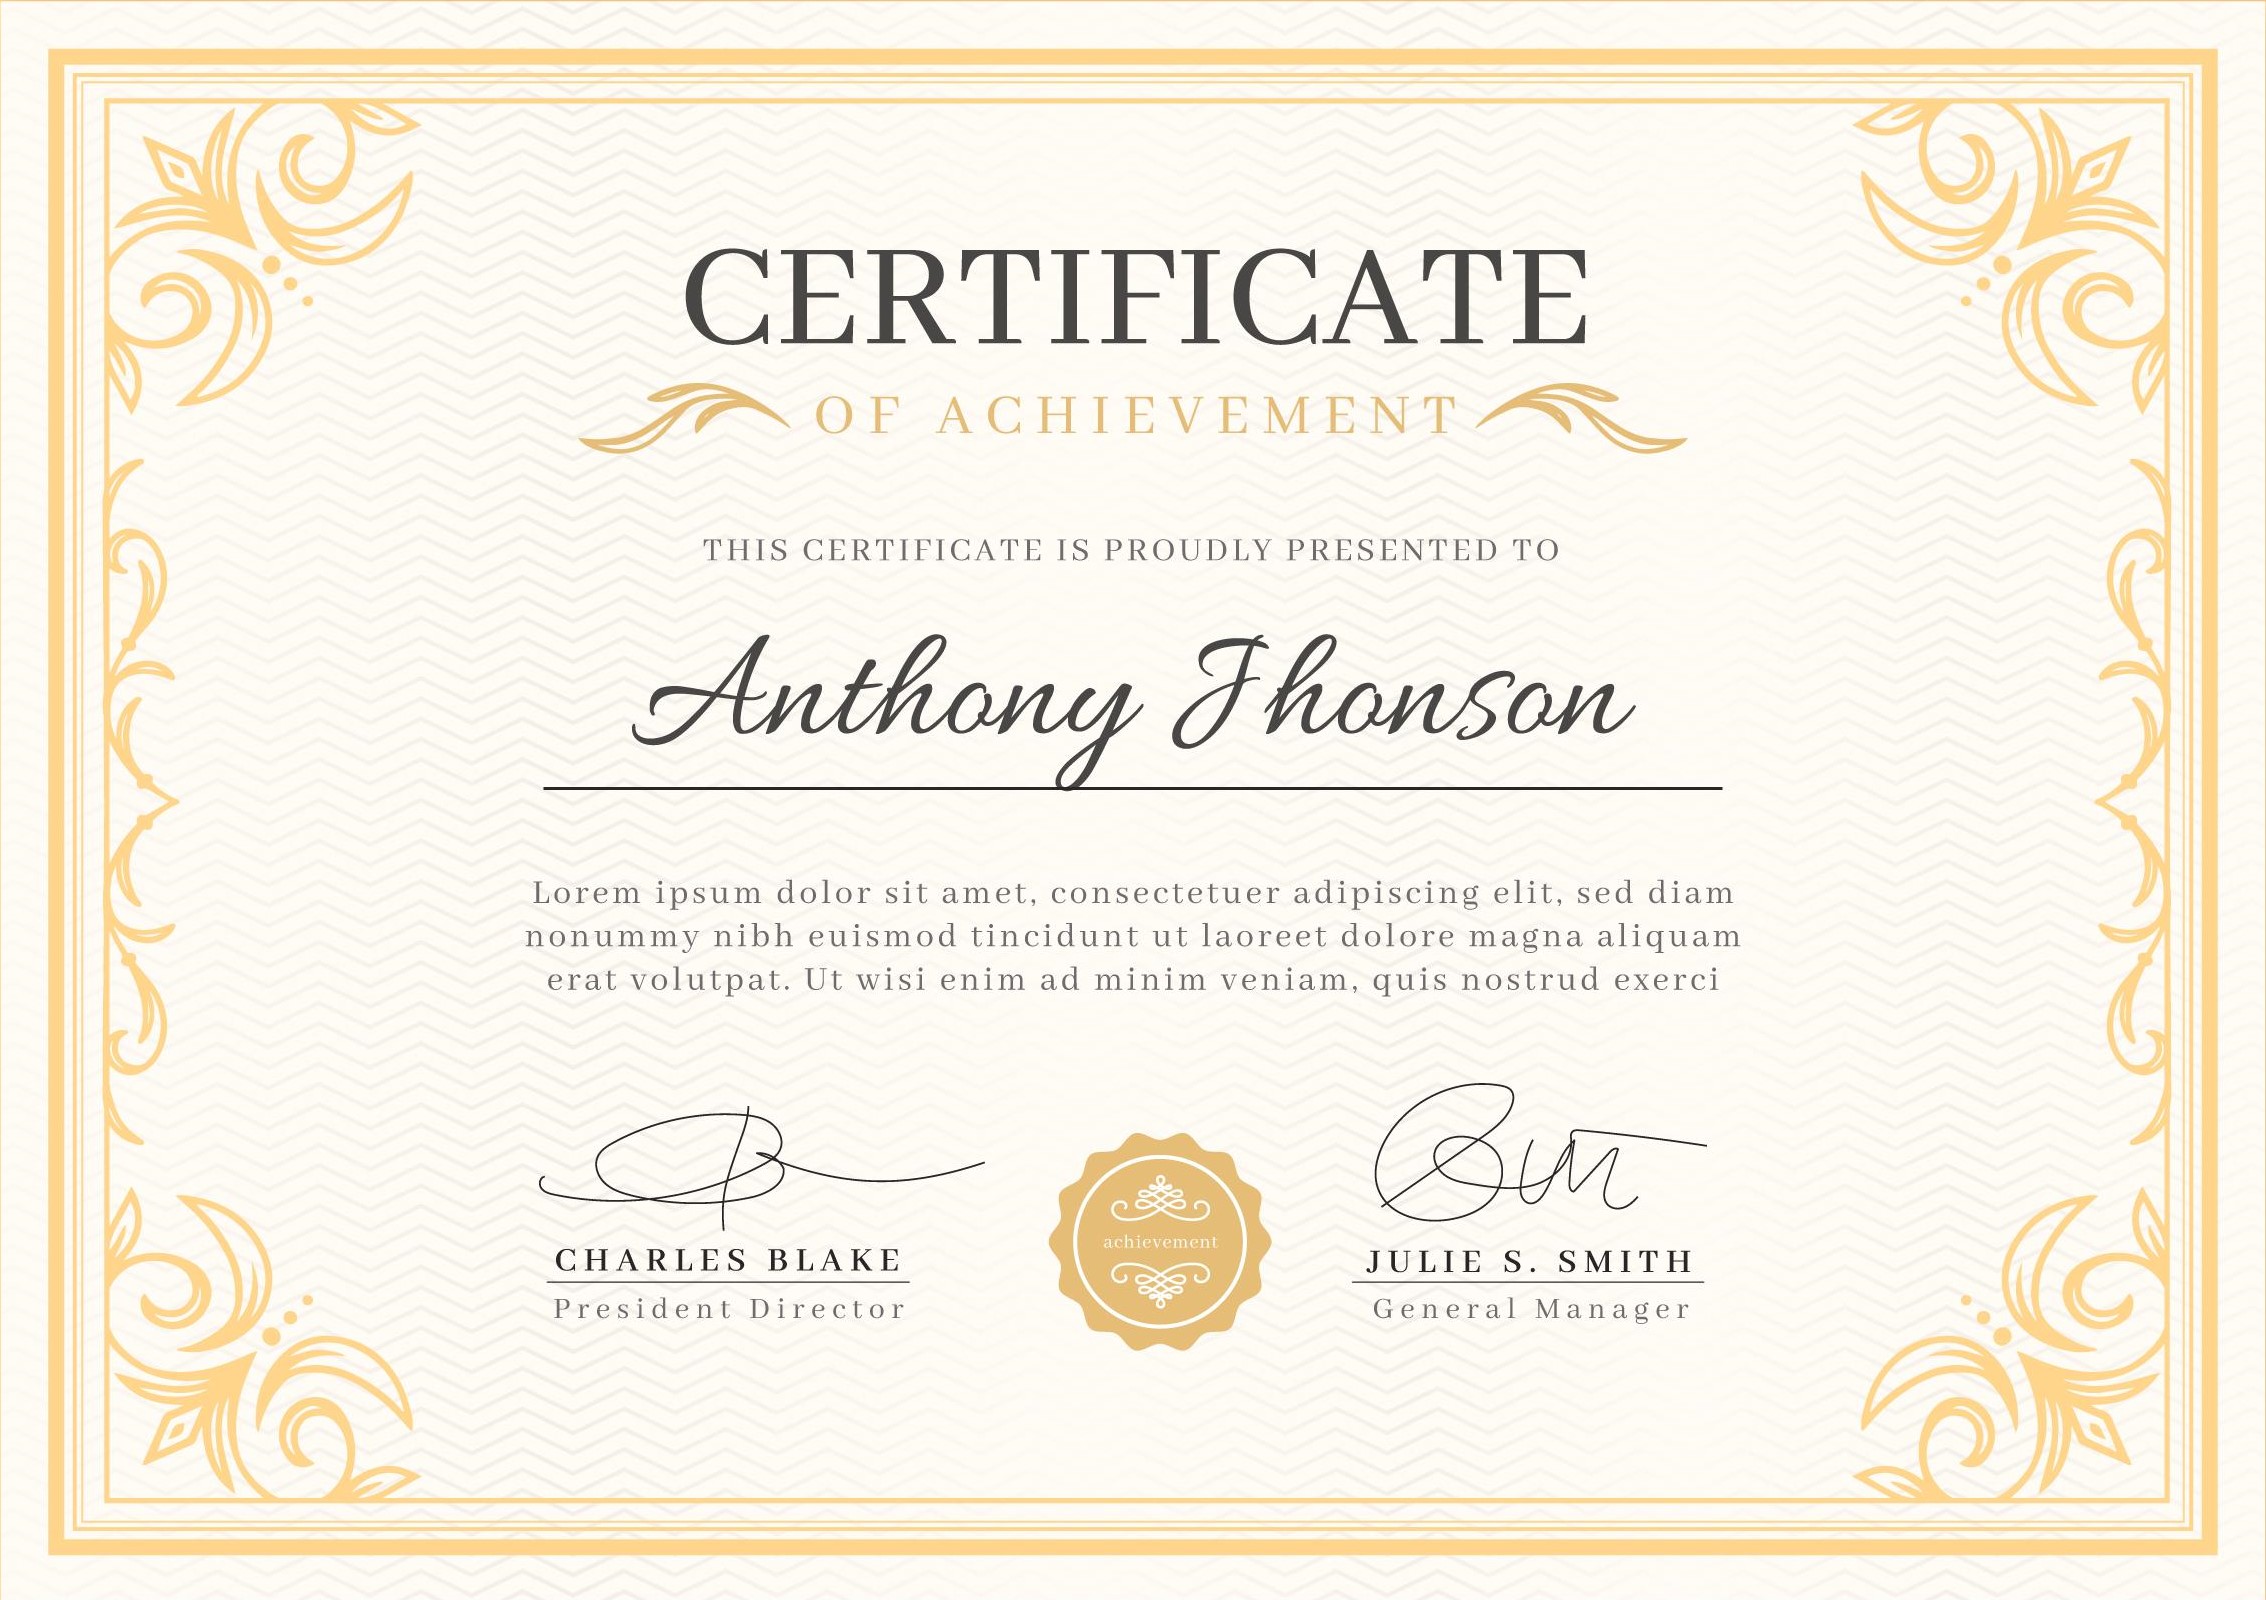 CERTIFICATE
OF ACHIEVEMENT
THIS CERTIFICATE IS PROUDLY PRESENTED TO
Anthony Jhonson
Lorem ipsum dolor sit amet, consectetuer adipiscing elit, sed diam
nonummy nibh euismod tincidunt ut laoreet dolore magna aliquam
erat volutpat. Ut wisi enim ad minim veniam, quis nostrud exerci
CHARLES BLAKE
President Director
achievement
JULIE S. SMITH
General Manager